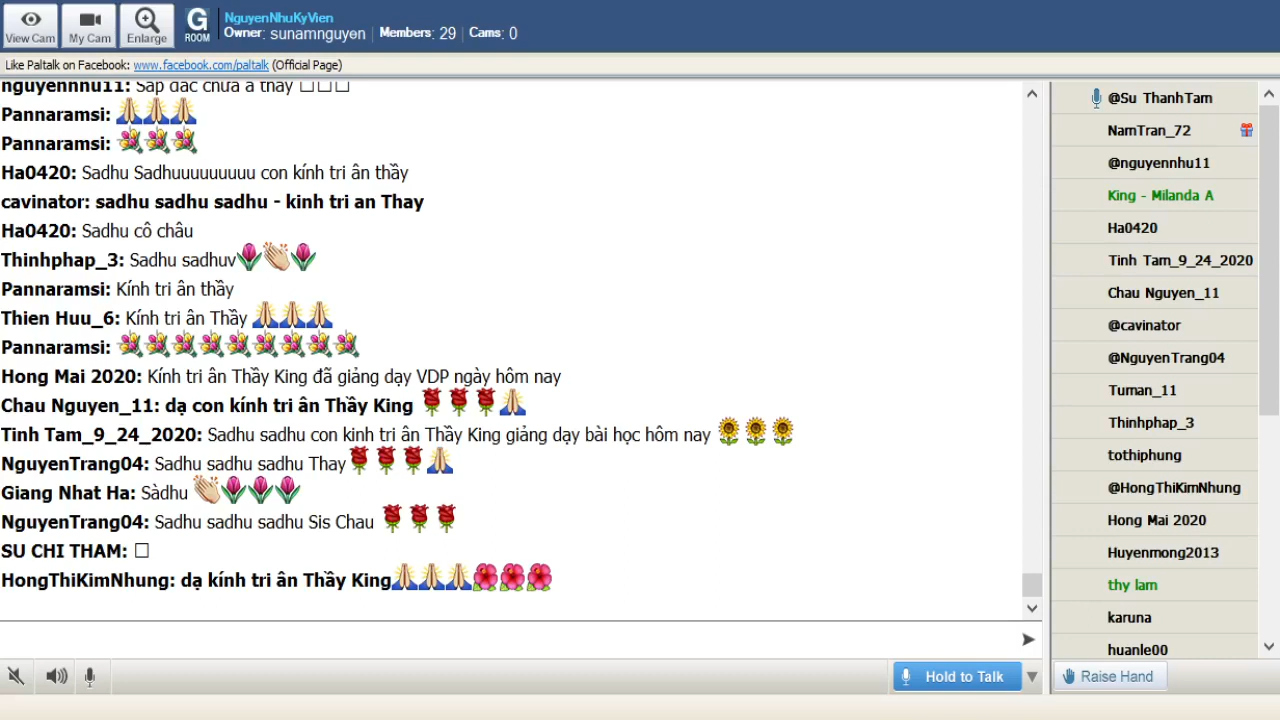 View Cam
My Cam
Enlarge
G
ROOM
NguyenNhuKyVien
Owner: sunamnguyen
Members: 29
Cams: 0
Like Paltalk on Facebook: www.facebook.com/paltalk (Official Page)
nguyennhu11: Sáp đắc chưa ạ thầy
Pannaramsi:
Pannaramsi:
Ha0420: Sadhu Sadhuuuuuuuuu con kính tri ân thầy
cavinator: sadhu sadhu sadhu - kinh tri an Thay
Ha0420: Sadhu cô châu
Thinhphap_3: Sadhu sadhuv
Pannaramsi: Kính tri ân thầy
Thien Huu_6: Kính tri ân Thầy
Pannaramsi:
Hong Mai 2020: Kính tri ân Thầy King đã giảng dạy VDP ngày hôm nay
Chau Nguyen_11: dạ con kính tri ân Thầy King
Tinh Tam_9_24_2020: Sadhu sadhu con kinh tri ân Thầy King giảng dạy bài học hôm nay
NguyenTrang04: Sadhu sadhu sadhu Thay
Giang Nhat Ha: Sàdhu
NguyenTrang04: Sadhu sadhu sadhu Sis Chau
SU CHI THAM:
HongThiKimNhung: dạ kính tri ân Thầy King
Hold to Talk
@Su ThanhTam
NamTran_72
@nguyennhu11
King - Milanda A
Ha0420
Tinh Tam_9_24_2020
Chau Nguyen_11
@cavinator
@NguyenTrang04
Tuman_11
Thinhphap_3
tothiphung
@HongThiKimNhung
Hong Mai 2020
Huyenmong2013
thy lam
karuna
huanle00
Raise Hand